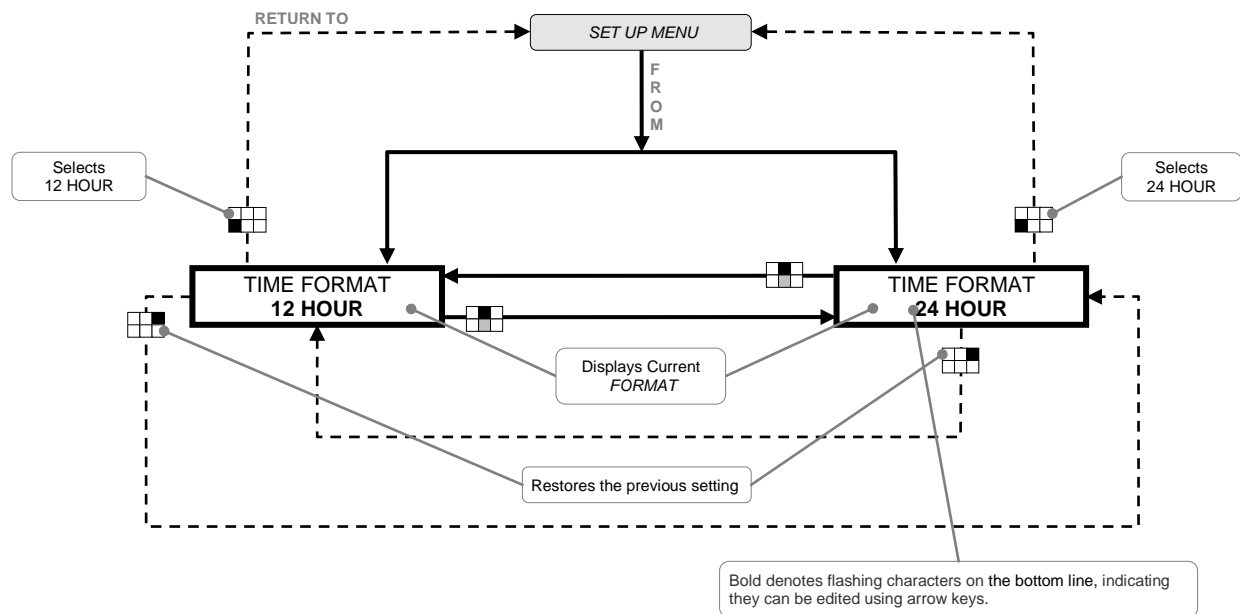 RETURN TO
SET UP MENU
F
R
O
M
Selects
12 HOUR
Selects
24 HOUR
TIME FORMAT
12 HOUR
TIME FORMAT
24 HOUR
Displays Current
FORMAT
Restores the previous setting
Bold denotes flashing characters on the bottom line, indicating
they can be edited using arrow keys.